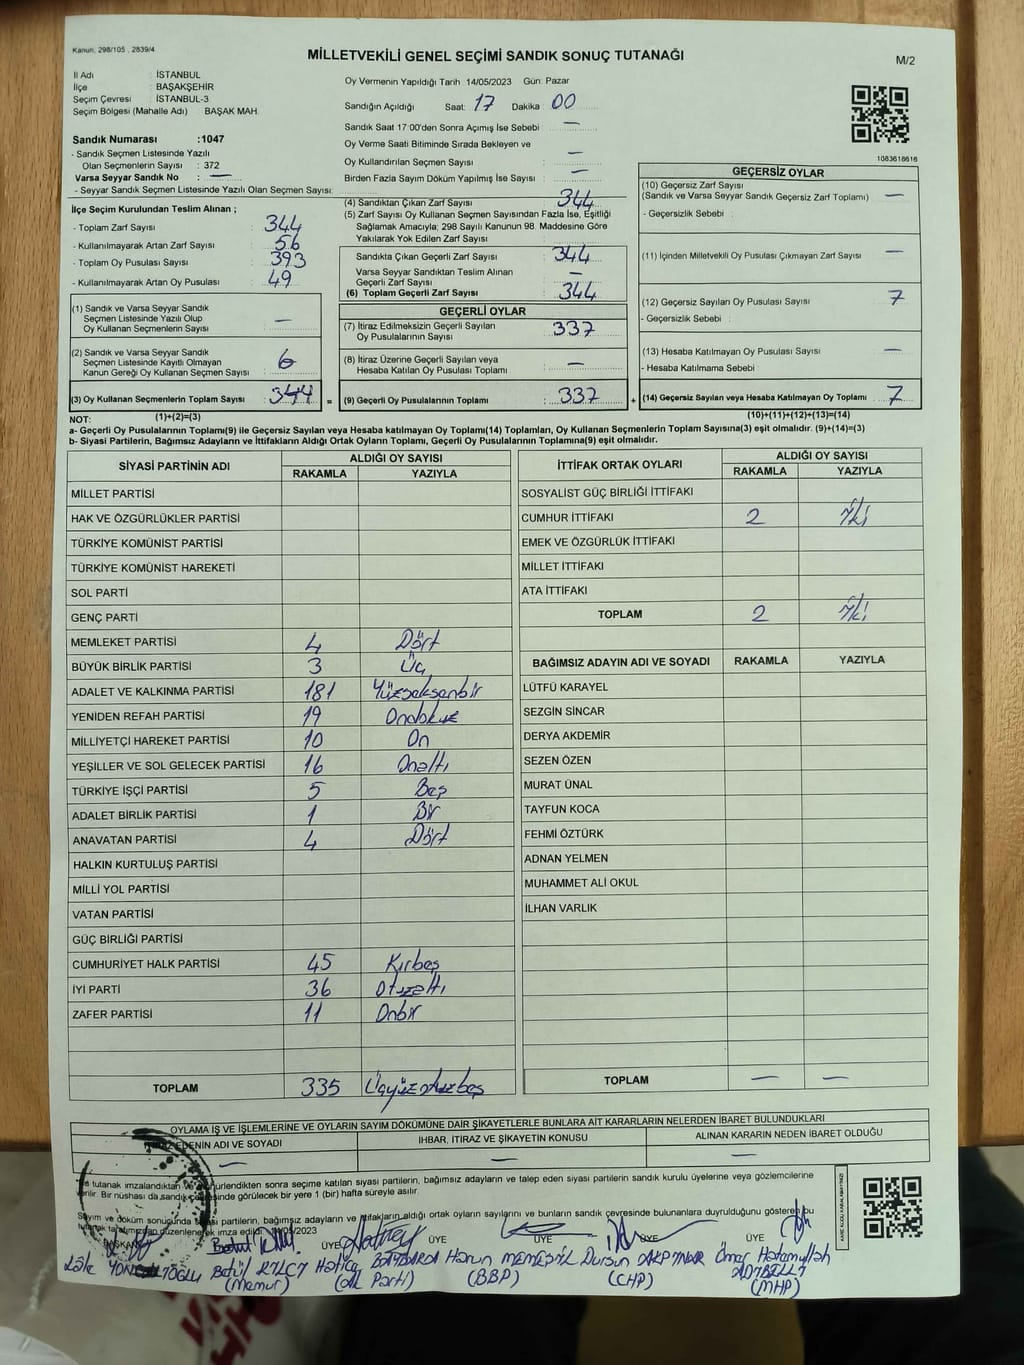 Kanun, 298/105 , 2839/4
MİLLETVEKİLİ GENEL SEÇİMİ SANDIK SONUÇ TUTANAĞI
M/2
İl Adı : İSTANBUL
İlçe : BAŞAKŞEHİR
Seçim Çevresi : İSTANBUL-3
Seçim Bölgesi (Mahalle Adı) : BAŞAK MAH.
Sandık Numarası :1047
- Sandık Seçmen Listesinde Yazılı
Olan Seçmenlerin Sayısı : 372
Varsa Seyyar Sandık No : —
- Seyyar Sandık Seçmen Listesinde Yazılı Olan Seçmen Sayısı:
Oy Vermenin Yapıldığı Tarih :14/05/2023 Gün: Pazar
Sandığın Açıldığı Saat: 17 Dakika 00
Sandık Saat 17:00'den Sonra Açımış İse Sebebi : —
Oy Verme Saati Bitiminde Sırada Bekleyen ve
Oy Kullandırılan Seçmen Sayısı : —
Birden Fazla Sayım Döküm Yapılmış İse Sayısı : —
1083618616
İlçe Seçim Kurulundan Teslim Alınan ;
- Toplam Zarf Sayısı : 344
- Kullanılmayarak Artan Zarf Sayısı : 56
- Toplam Oy Pusulası Sayısı : 393
- Kullanılmayarak Artan Oy Pusulası : 49
(4) Sandıktan Çıkan Zarf Sayısı : 344
(5) Zarf Sayısı Oy Kullanan Seçmen Sayısından Fazla İse, Eşitliği
Sağlamak Amacıyla; 298 Sayılı Kanunun 98. Maddesine Göre
Yakılarak Yok Edilen Zarf Sayısı :
Sandıkta Çıkan Geçerli Zarf Sayısı : 344
Varsa Seyyar Sandıktan Teslim Alınan
Geçerli Zarf Sayısı : —
(6) Toplam Geçerli Zarf Sayısı : 344
GEÇERSİZ OYLAR
(10) Geçersiz Zarf Sayısı
(Sandık ve Varsa Seyyar Sandık Geçersiz Zarf Toplamı) : —
- Geçersizlik Sebebi :
(11) İçinden Milletvekili Oy Pusulası Çıkmayan Zarf Sayısı : —
(12) Geçersiz Sayılan Oy Pusulası Sayısı : 7
- Geçersizlik Sebebi :
(13) Hesaba Katılmayan Oy Pusulası Sayısı : —
- Hesaba Katılmama Sebebi :
(14) Geçersiz Sayılan veya Hesaba Katılmayan Oy Toplamı : 7
(10)+(11)+(12)+(13)=(14)
(1) Sandık ve Varsa Seyyar Sandık
Seçmen Listesinde Yazılı Olup
Oy Kullanan Seçmenlerin Sayısı : —
(2) Sandık ve Varsa Seyyar Sandık
Seçmen Listesinde Kayıtlı Olmayan
Kanun Gereği Oy Kullanan Seçmen Sayısı : 6
(3) Oy Kullanan Seçmenlerin Toplam Sayısı : 344 =
(1)+(2)=(3)
GEÇERLİ OYLAR
(7) İtiraz Edilmeksizin Geçerli Sayılan
Oy Pusulalarının Sayısı : 337
(8) İtiraz Üzerine Geçerli Sayılan veya
Hesaba Katılan Oy Pusulası Toplamı : —
(9) Geçerli Oy Pusulalarının Toplamı : 337 +
NOT:
a- Geçerli Oy Pusulalarının Toplamı(9) ile Geçersiz Sayılan veya Hesaba katılmayan Oy Toplamı(14) Toplamları, Oy Kullanan Seçmenlerin Toplam Sayısına(3) eşit olmalıdır. (9)+(14)=(3)
b- Siyasi Partilerin, Bağımsız Adayların ve İttifakların Aldığı Ortak Oyların Toplamı, Geçerli Oy Pusulalarının Toplamına(9) eşit olmalıdır.
SİYASİ PARTİNİN ADI ALDIĞI OY SAYISI
RAKAMLA YAZIYLA
MİLLET PARTİSİ
HAK VE ÖZGÜRLÜKLER PARTİSİ
TÜRKİYE KOMÜNİST PARTİSİ
TÜRKİYE KOMÜNİST HAREKETİ
SOL PARTİ
GENÇ PARTİ
MEMLEKET PARTİSİ 4 Dört
BÜYÜK BİRLİK PARTİSİ 3 Üç
ADALET VE KALKINMA PARTİSİ 181 Yüzseksenbir
YENİDEN REFAH PARTİSİ 19 Ondokuz
MİLLİYETÇİ HAREKET PARTİSİ 10 On
YEŞİLLER VE SOL GELECEK PARTİSİ 16 Onaltı
TÜRKİYE İŞÇİ PARTİSİ 5 Beş
ADALET BİRLİK PARTİSİ 1 Bir
ANAVATAN PARTİSİ 4 Dört
HALKIN KURTULUŞ PARTİSİ
MİLLİ YOL PARTİSİ
VATAN PARTİSİ
GÜÇ BİRLİĞİ PARTİSİ
CUMHURİYET HALK PARTİSİ 45 Kırbeş
İYİ PARTİ 36 Otuzaltı
ZAFER PARTİSİ 11 Onbir
TOPLAM 335 Üçyüzotuzbeş
İTTİFAK ORTAK OYLARI ALDIĞI OY SAYISI
RAKAMLA YAZIYLA
SOSYALIST GÜÇ BİRLİĞİ İTTİFAKI
CUMHUR İTTİFAKI 2 İki
EMEK VE ÖZGÜRLÜK İTTİFAKI
MİLLET İTTİFAKI
ATA İTTİFAKI
TOPLAM 2 İki
BAĞIMSIZ ADAYIN ADI VE SOYADI RAKAMLA YAZIYLA
LÜTFÜ KARAYEL
SEZGİN SİNCAR
DERYA AKDEMİR
SEZEN ÖZEN
MURAT ÜNAL
TAYFUN KOCA
FEHMİ ÖZTÜRK
ADNAN YELMEN
MUHAMMET ALİ OKUL
İLHAN VARLIK
TOPLAM — —
OYLAMA İŞ VE İŞLEMLERİNE VE OYLARIN SAYIM DÖKÜMÜNE DAİR ŞİKAYETLERLE BUNLARA AİT KARARLARIN NELERDEN İBARET BULUNDUKLARI
EDENİN ADI VE SOYADI İHBAR, İTİRAZ VE ŞİKAYETİN KONUSU ALINAN KARARIN NEDEN İBARET OLDUĞU
— — —
tutanak imzalandıktan ve sonra seçime katılan siyasi partilerin, bağımsız adayların ve talep eden siyasi partilerin sandık kurulu üyelerine veya gözlemcilerine
verilir. Bir nüshası da sandık görülecek bir yere 1 (bir) hafta süreyle asılır.
Sayım ve döküm sonucunda partilerin, bağımsız adayların ve ittifakların aldığı ortak oyların sayılarını ve bunların sandık çevresinde bulunanlara duyurulduğunu gösteren bu
düzenlenerek imza edildi. /05/2023
BAŞKAN ÜYE ÜYE ÜYE ÜYE
Lale Betül KILÇ Hatice Harun Dursun Ömer
(Memur) (AK Parti) (BBP) (CHP) (MHP)